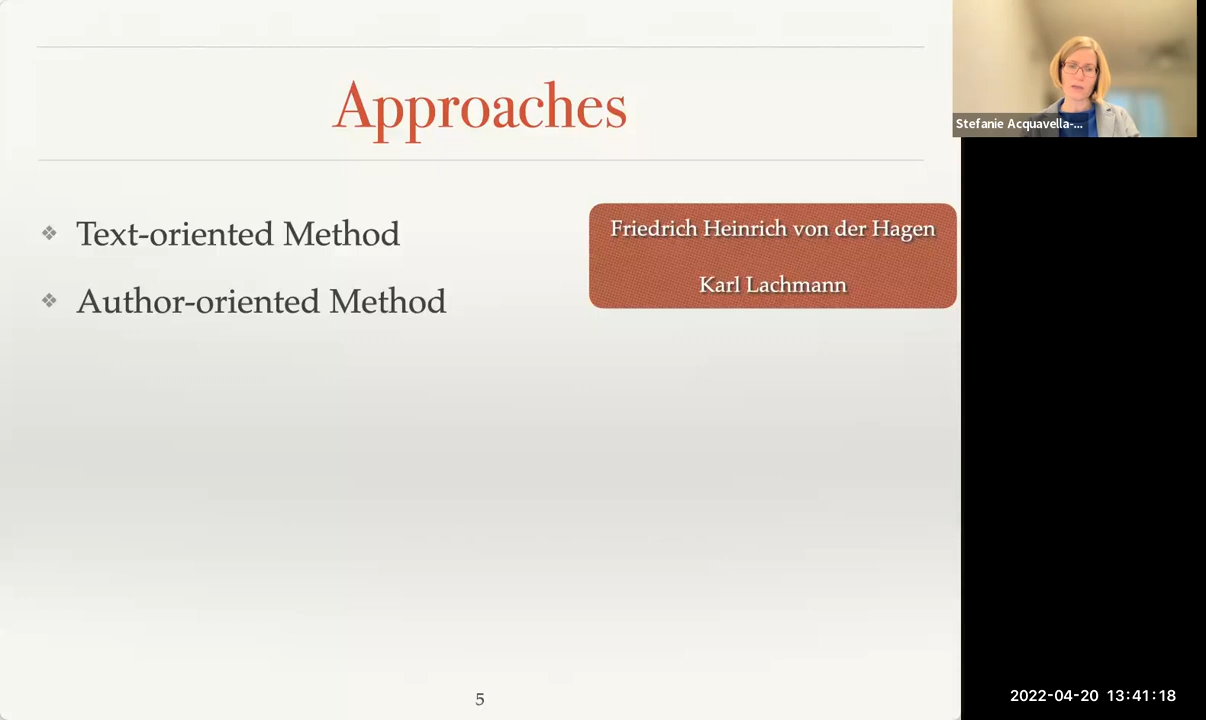 Approaches
Text-oriented Method
Author-oriented Method
Friedrich Heinrich von der Hagen
Karl Lachmann
5
Stefanie Acquavella-...
2022-04-20 13:41:18